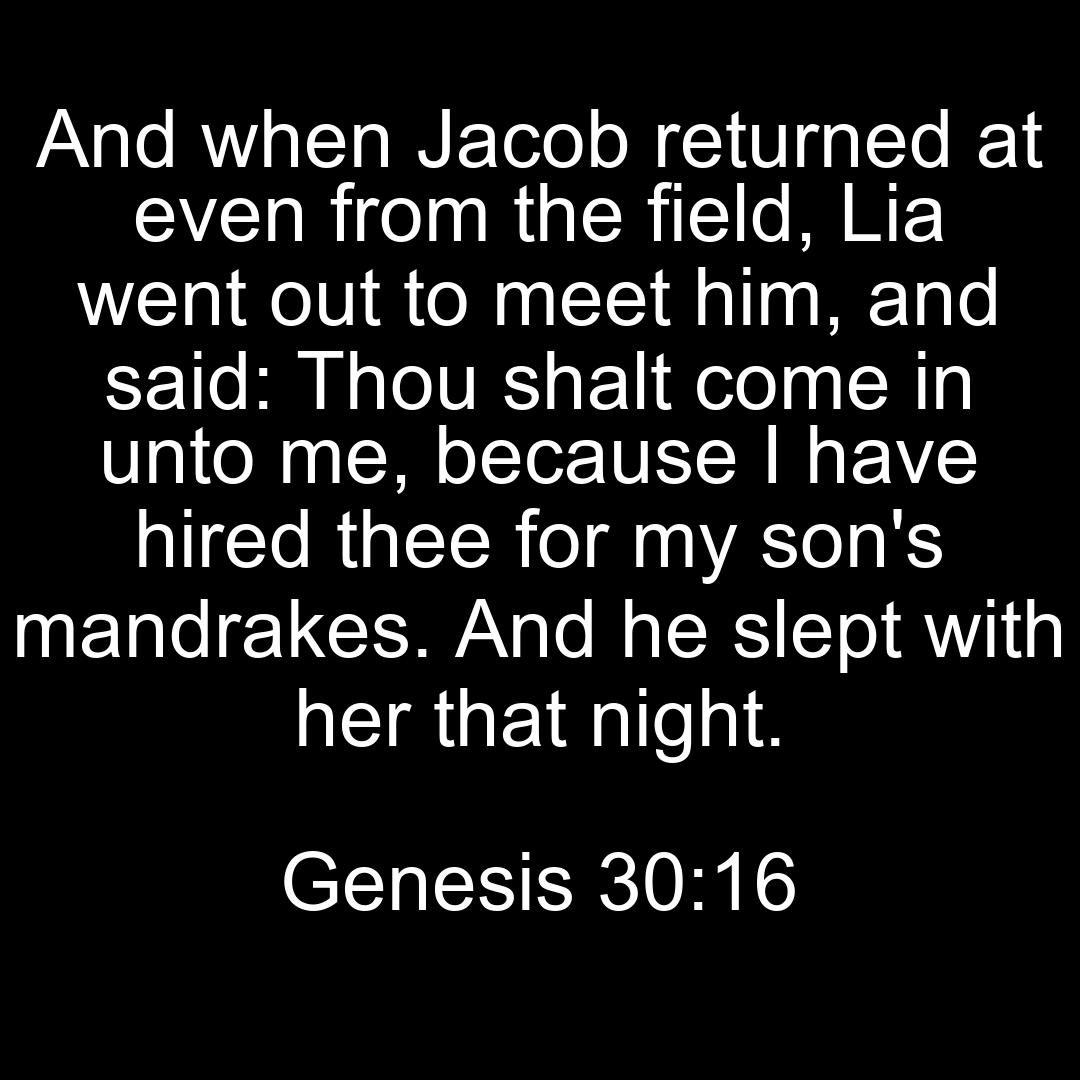 And when Jacob returned at
even from the field, Lia
went out to meet him, and
said: Thou shalt come in
unto me, because I have
hired thee for my son's
mandrakes. And he slept with
her that night.
Genesis 30:16